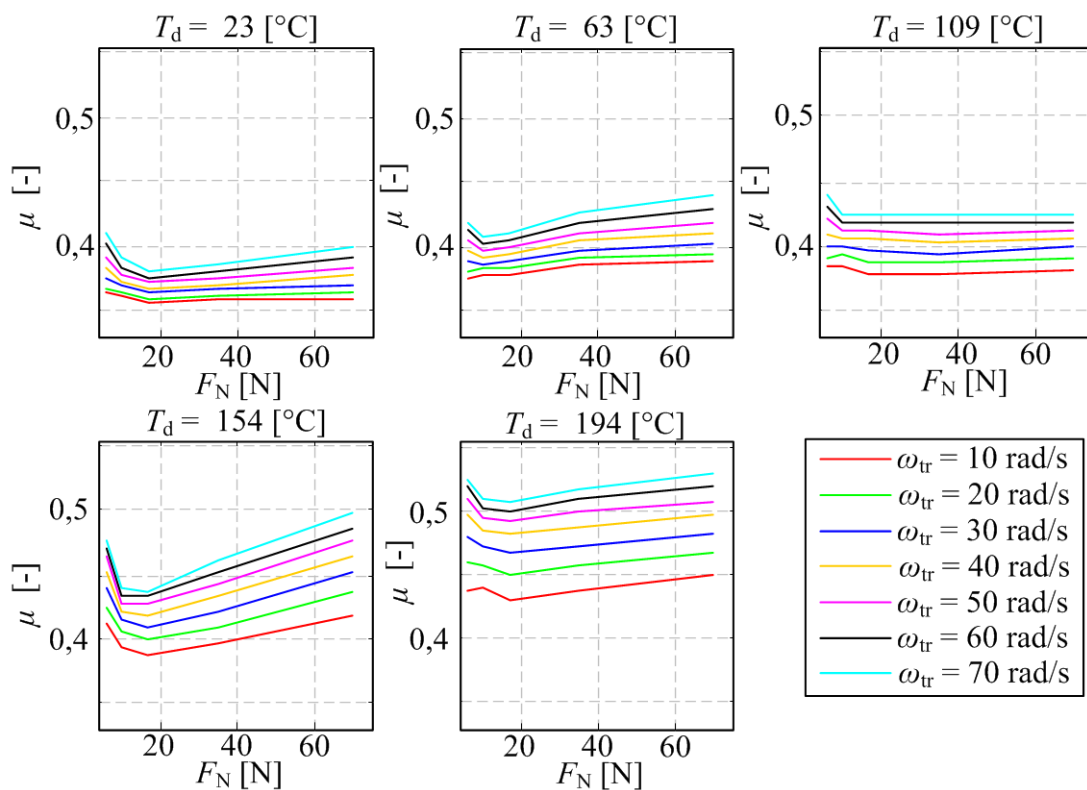 T_d = 23 [°C]
T_d = 63 [°C]
T_d = 109 [°C]
0,5
0,4
μ [-]
20 40 60
F_N [N]
0,5
0,4
μ [-]
20 40 60
F_N [N]
0,5
0,4
μ [-]
20 40 60
F_N [N]
T_d = 154 [°C]
T_d = 194 [°C]
0,5
0,4
μ [-]
20 40 60
F_N [N]
0,5
0,4
μ [-]
20 40 60
F_N [N]
ω_tr = 10 rad/s
ω_tr = 20 rad/s
ω_tr = 30 rad/s
ω_tr = 40 rad/s
ω_tr = 50 rad/s
ω_tr = 60 rad/s
ω_tr = 70 rad/s